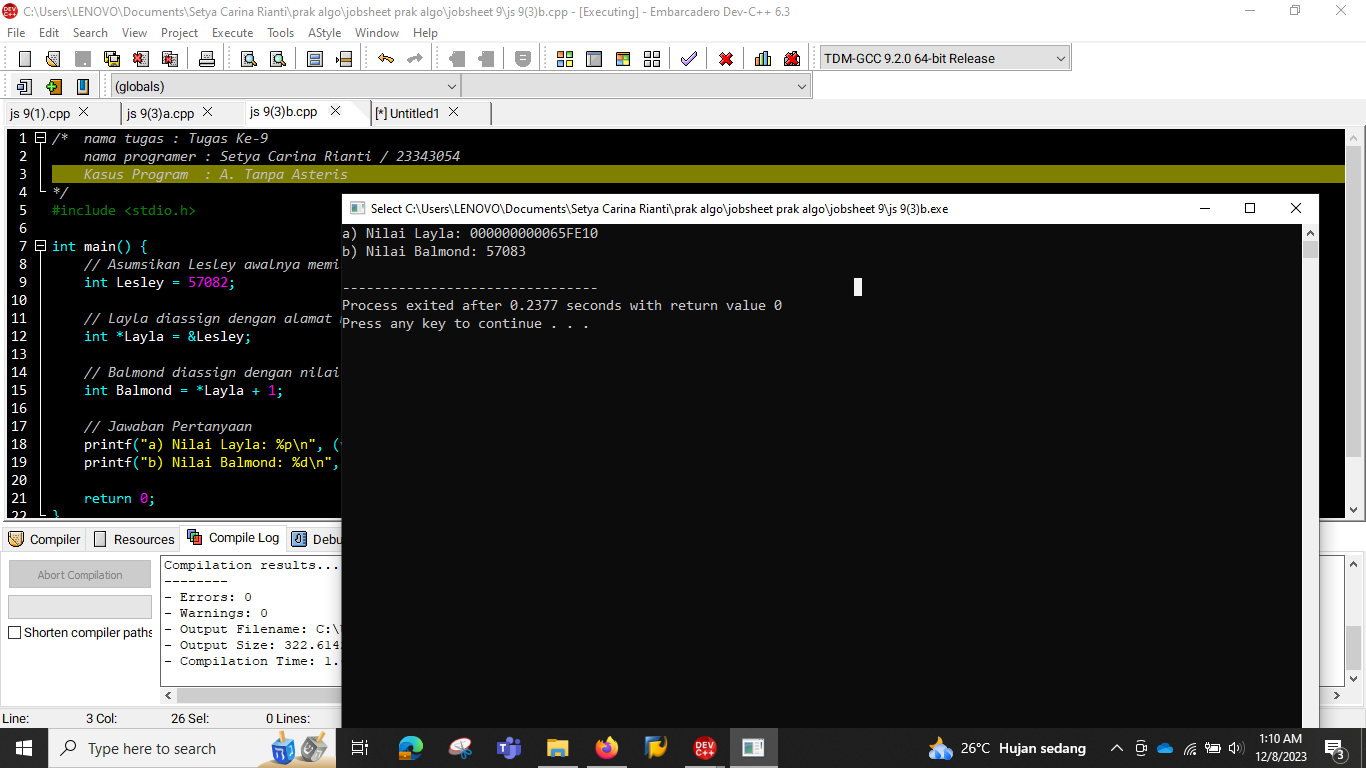 C:\Users\LENOVO\Documents\Setya Carina Rianti\prak algo\jobsheet prak algo\jobsheet 9\js 9(3)b.cpp - [Executing] - Embarcadero Dev-C++ 6.3
File Edit Search View Project Execute Tools AStyle Window Help
TDM-GCC 9.2.0 64-bit Release
(globals)
js 9(1).cpp js 9(3)a.cpp js 9(3)b.cpp [*] Untitled1
1 /* nama tugas : Tugas Ke-9
2 nama programer : Setya Carina Rianti / 23343054
3 Kasus Program : A. Tanpa Asteris
4 */
5 #include <stdio.h>
6
7 int main() {
8 // Asumsikan Lesley awalnya memi
9 int Lesley = 57082;
10
11 // Layla diassign dengan alamat
12 int *Layla = &Lesley;
13
14 // Balmond diassign dengan nilai
15 int Balmond = *Layla + 1;
16
17 // Jawaban Pertanyaan
18 printf("a) Nilai Layla: %p\n", (
19 printf("b) Nilai Balmond: %d\n",
20
21 return 0;
22 }
Select C:\Users\LENOVO\Documents\Setya Carina Rianti\prak algo\jobsheet prak algo\jobsheet 9\js 9(3)b.exe
a) Nilai Layla: 000000000065FE10
b) Nilai Balmond: 57083
--------------------------------
Process exited after 0.2377 seconds with return value 0
Press any key to continue . . .
Compiler Resources Compile Log Debu
Abort Compilation
Shorten compiler paths
Compilation results...
--------
- Errors: 0
- Warnings: 0
- Output Filename: C:\
- Output Size: 322.614
- Compilation Time: 1.
Line: 3 Col: 26 Sel: 0 Lines:
Type here to search
DEV C++
26°C Hujan sedang
1:10 AM
12/8/2023
3